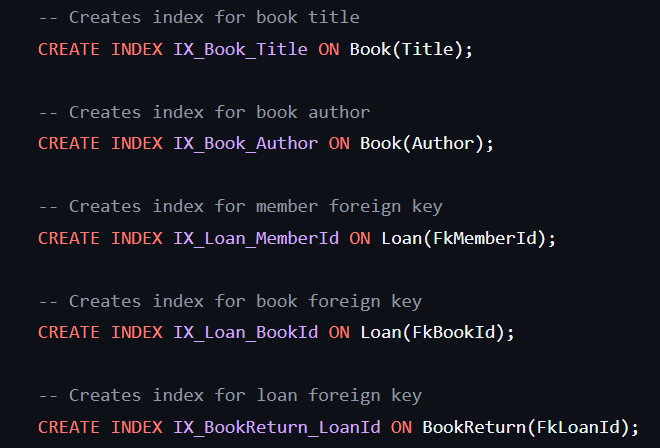 -- Creates index for book title
CREATE INDEX IX_Book_Title ON Book(Title);
-- Creates index for book author
CREATE INDEX IX_Book_Author ON Book(Author);
-- Creates index for member foreign key
CREATE INDEX IX_Loan_MemberId ON Loan(FkMemberId);
-- Creates index for book foreign key
CREATE INDEX IX_Loan_BookId ON Loan(FkBookId);
-- Creates index for loan foreign key
CREATE INDEX IX_BookReturn_LoanId ON BookReturn(FkLoanId);